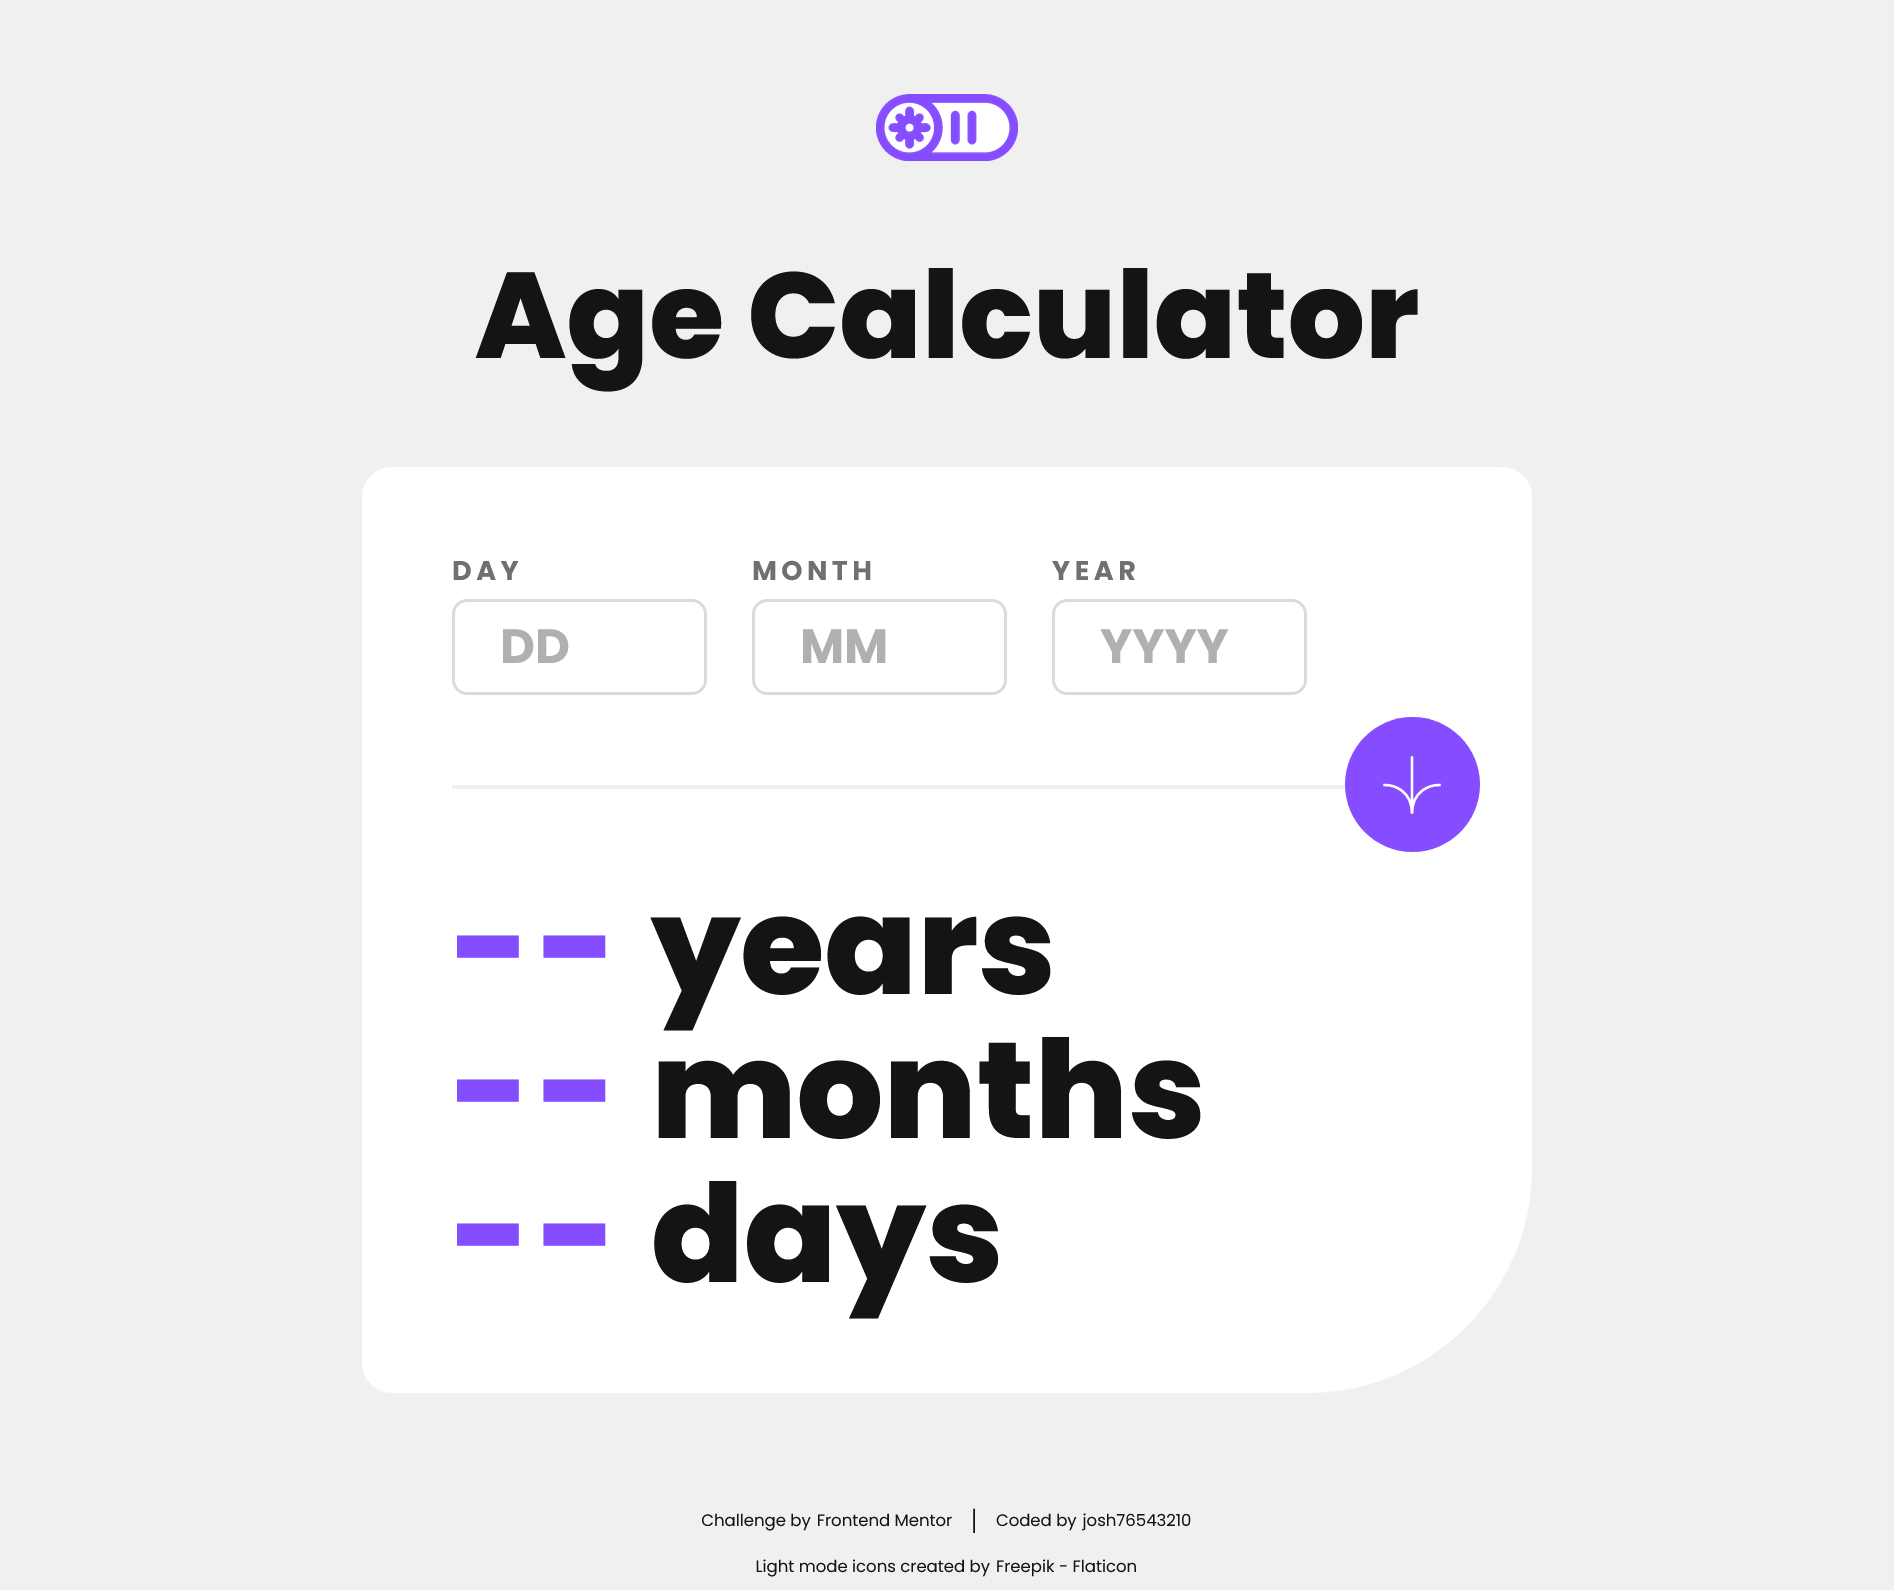 Age Calculator
DAY MONTH YEAR
DD MM YYYY
-- years
-- months
-- days
Challenge by Frontend Mentor | Coded by josh76543210
Light mode icons created by Freepik - Flaticon